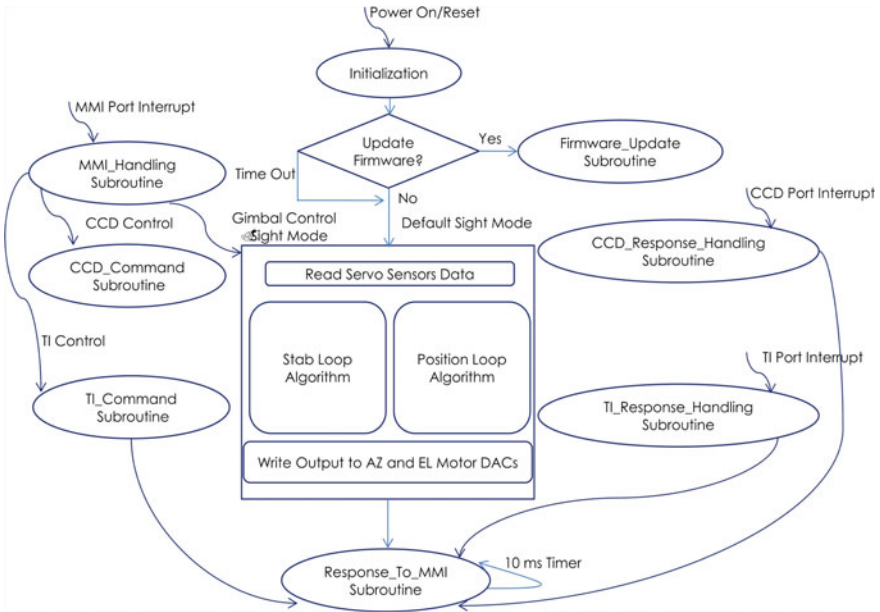 Power On/Reset
Initialization
MMI Port Interrupt
Update
Firmware?
Yes
Firmware_Update
Subroutine
MMI_Handling
Subroutine
Time Out
No
CCD Port Interrupt
CCD Control
Gimbal Control
Sight Mode
Default Sight Mode
CCD_Response_Handling
Subroutine
CCD_Command
Subroutine
Read Servo Sensors Data
TI Control
Stab Loop
Algorithm
Position Loop
Algorithm
TI Port Interrupt
TI_Command
Subroutine
TI_Response_Handling
Subroutine
Write Output to AZ and EL Motor DACs
10 ms Timer
Response_To_MMI
Subroutine